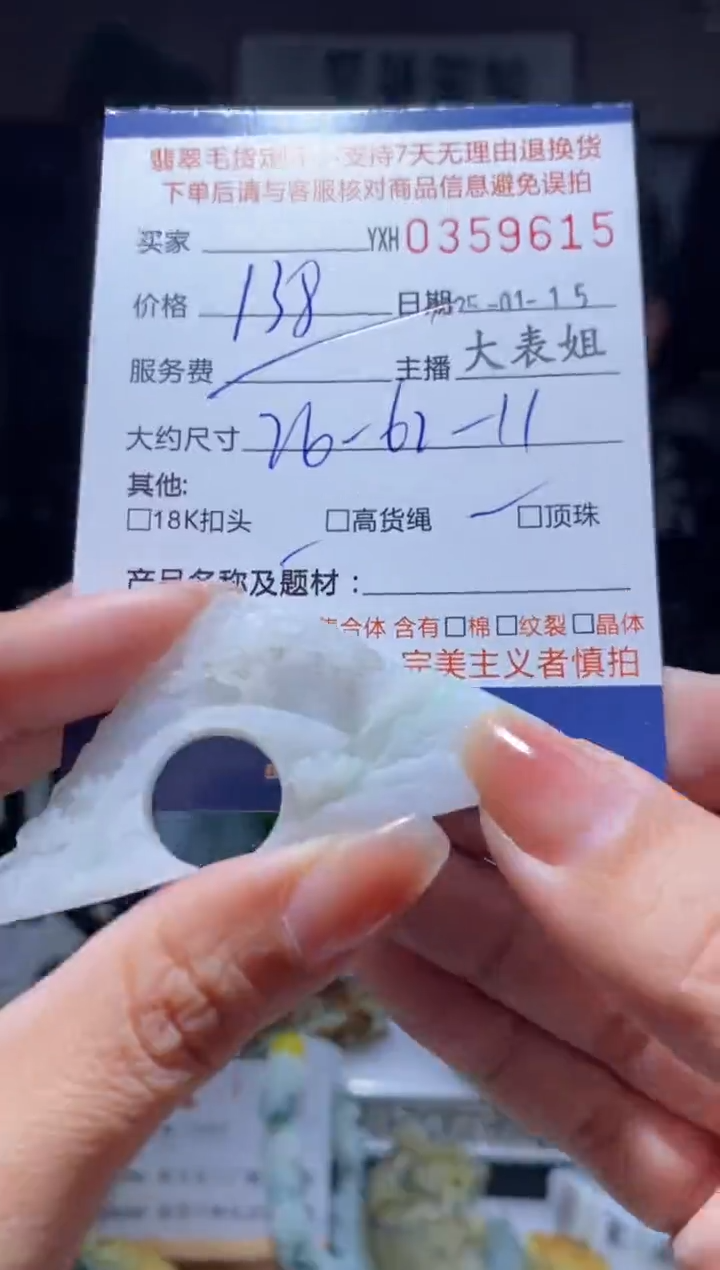 翡翠毛货定 支持7天无理由退换货
下单后请与客服核对商品信息避免误拍
买家 YXH 0359615
价格 138 日期 25-01-15
服务费 主播 大表姐
大约尺寸 26-62-11
其他:
□18K扣头 □高货绳 □顶珠
产品名称及题材：
集合体 含有□棉□纹裂□晶体
完美主义者慎拍